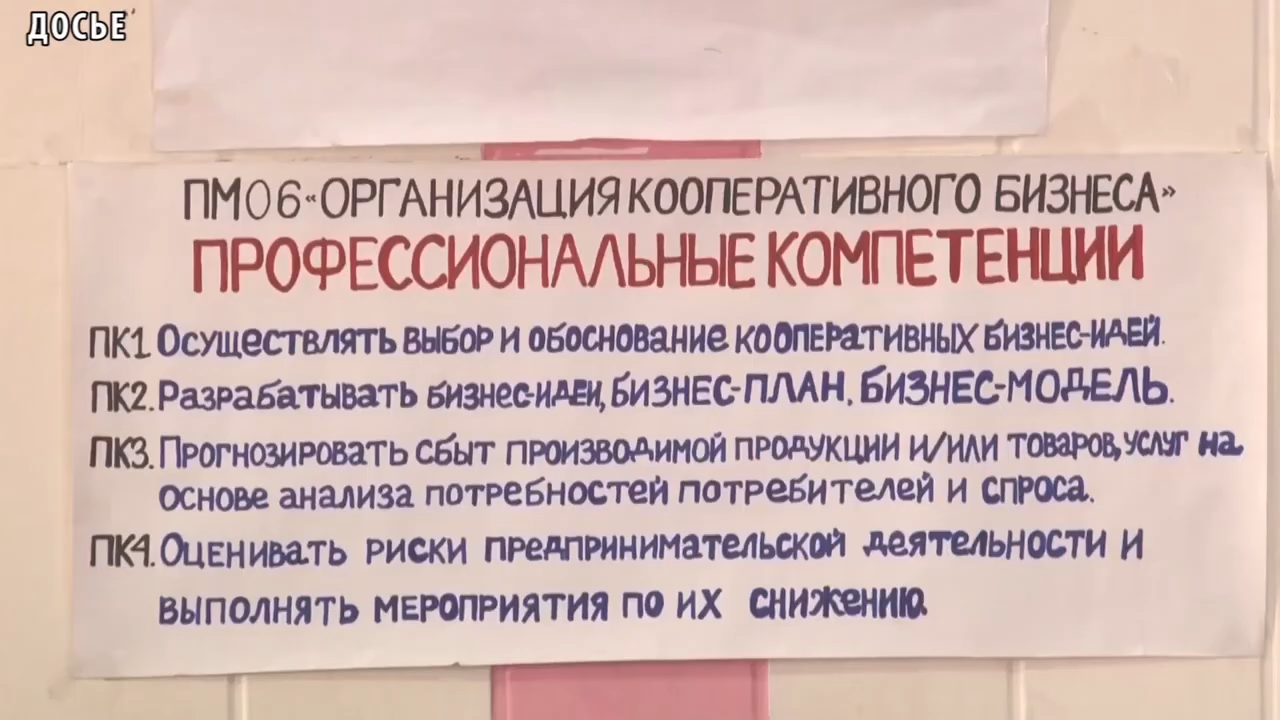 ДОСЬЕ
ПМ06 «ОРГАНИЗАЦИЯ КООПЕРАТИВНОГО БИЗНЕСА»
ПРОФЕССИОНАЛЬНЫЕ КОМПЕТЕНЦИИ
ПК1. Осуществлять выбор и обоснование кооперативных бизнес-идей.
ПК2. Разрабатывать бизнес-идеи, БИЗНЕС-ПЛАН, БИЗНЕС-МОДЕЛЬ.
ПК3. Прогнозировать сбыт производимой продукции и/или товаров, услуг на
основе анализа потребностей потребителей и спроса.
ПК4. Оценивать риски предпринимательской деятельности и
выполнять мероприятия по их снижению.